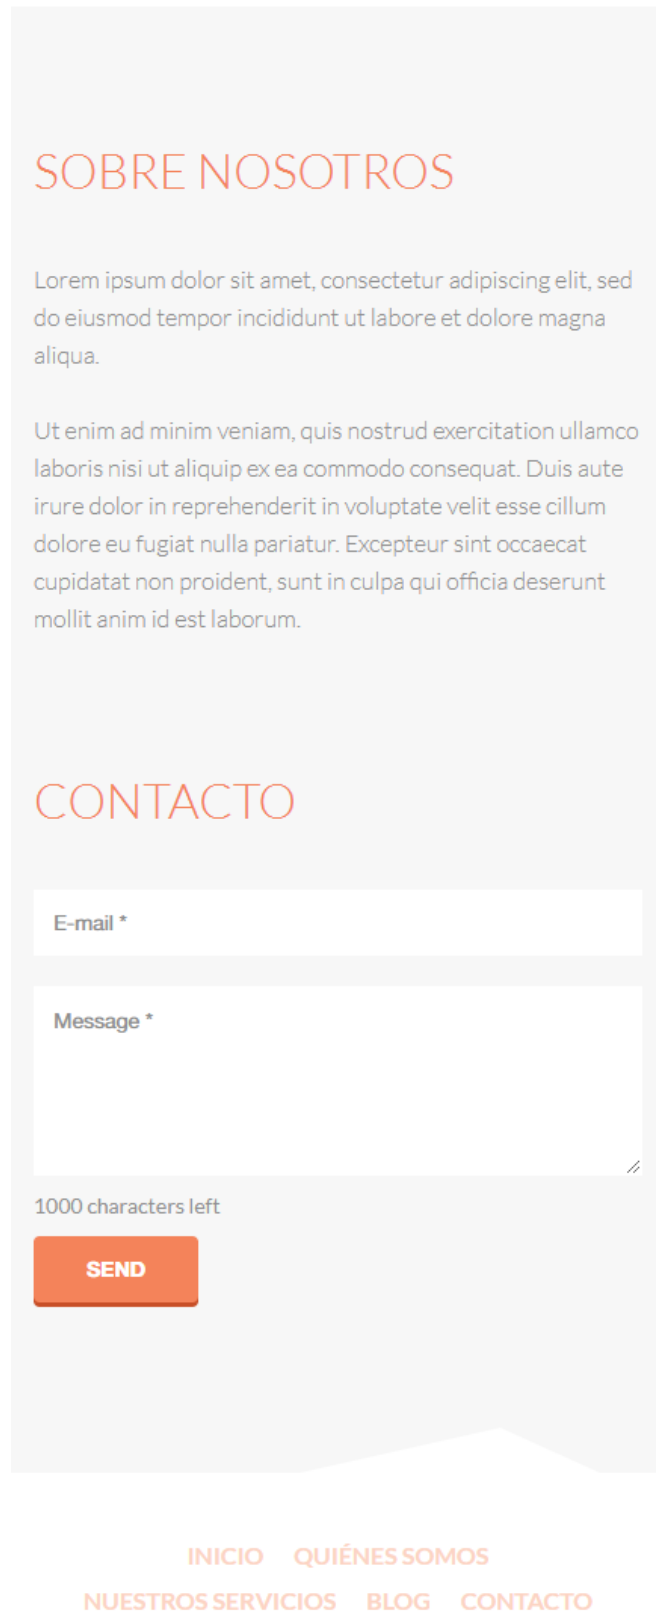 SOBRE NOSOTROS
Lorem ipsum dolor sit amet, consectetur adipiscing elit, sed
do eiusmod tempor incididunt ut labore et dolore magna
aliqua.
Ut enim ad minim veniam, quis nostrud exercitation ullamco
laboris nisi ut aliquip ex ea commodo consequat. Duis aute
irure dolor in reprehenderit in voluptate velit esse cillum
dolore eu fugiat nulla pariatur. Excepteur sint occaecat
cupidatat non proident, sunt in culpa qui officia deserunt
mollit anim id est laborum.
CONTACTO
E-mail *
Message *
1000 characters left
SEND
INICIO QUIÉNES SOMOS
NUESTROS SERVICIOS BLOG CONTACTO